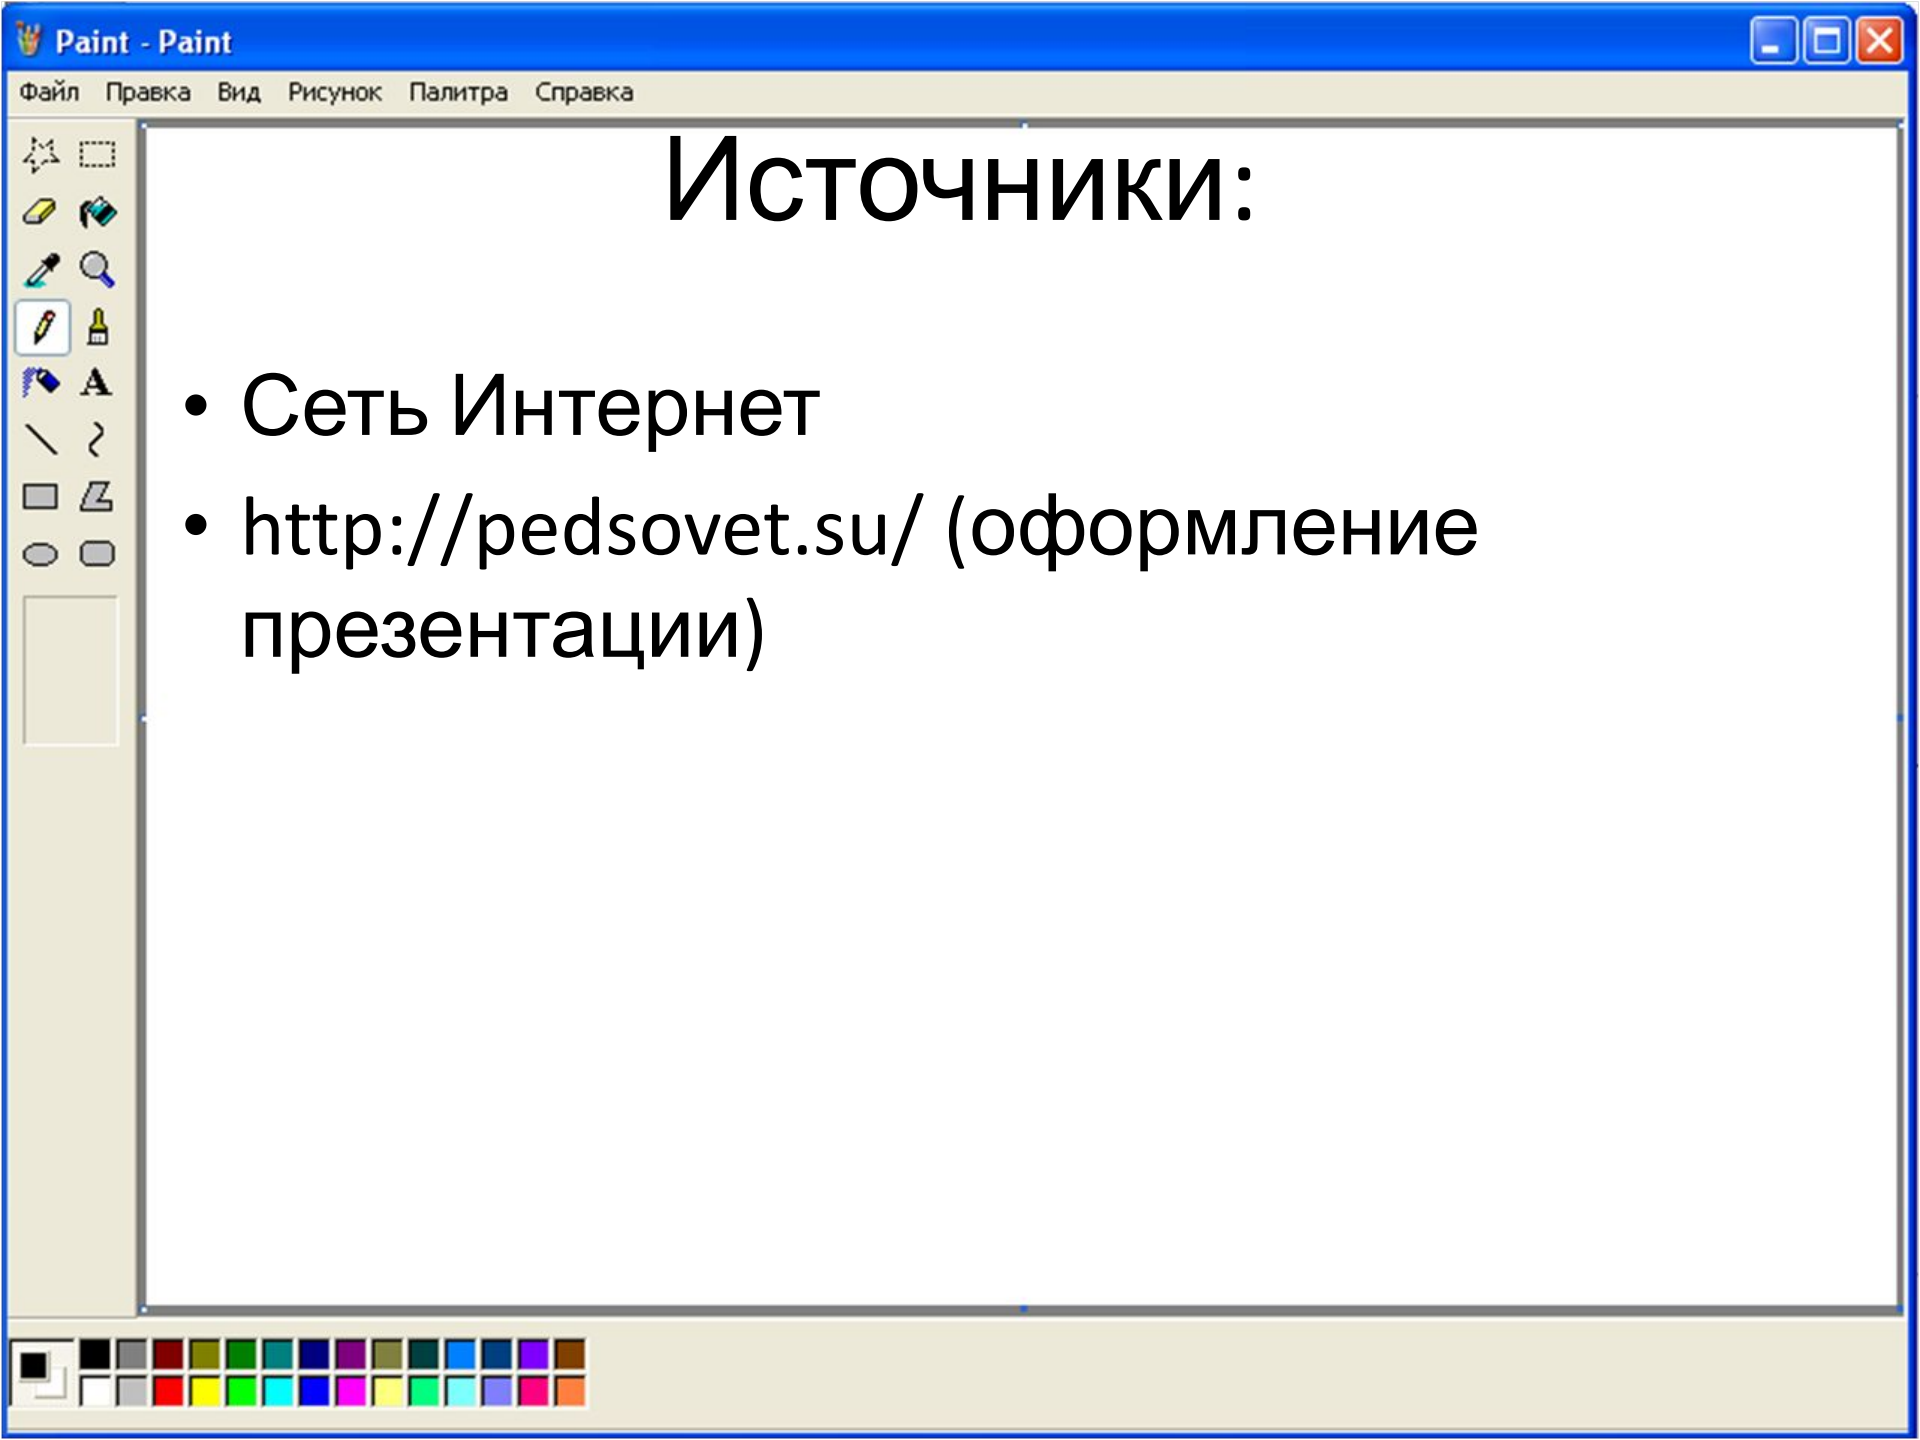 Paint - Paint
Файл Правка Вид Рисунок Палитра Справка
Источники:
• Сеть Интернет
• http://pedsovet.su/ (оформление
презентации)
A